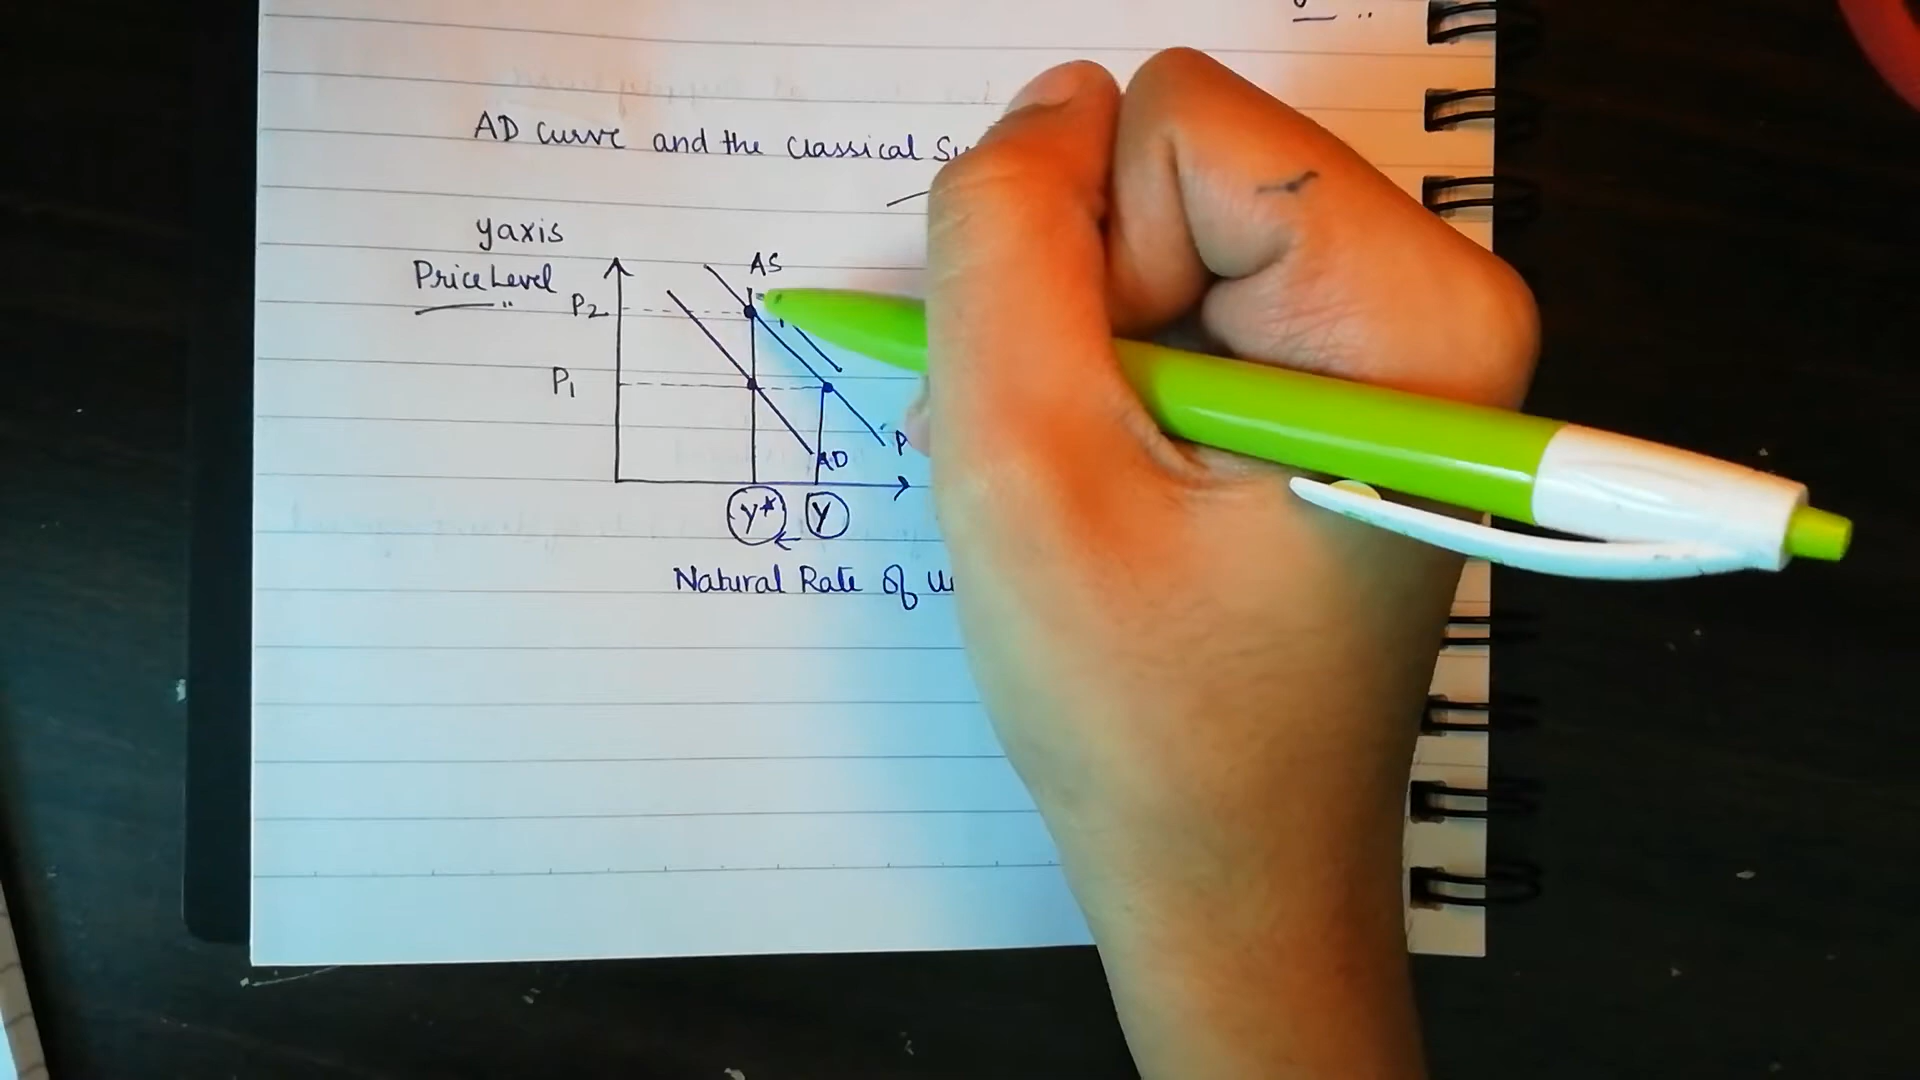 AD curve and the classical
yaxis
Price Level
AS
P2
P1
AD
Y* Y
Natural Rate of